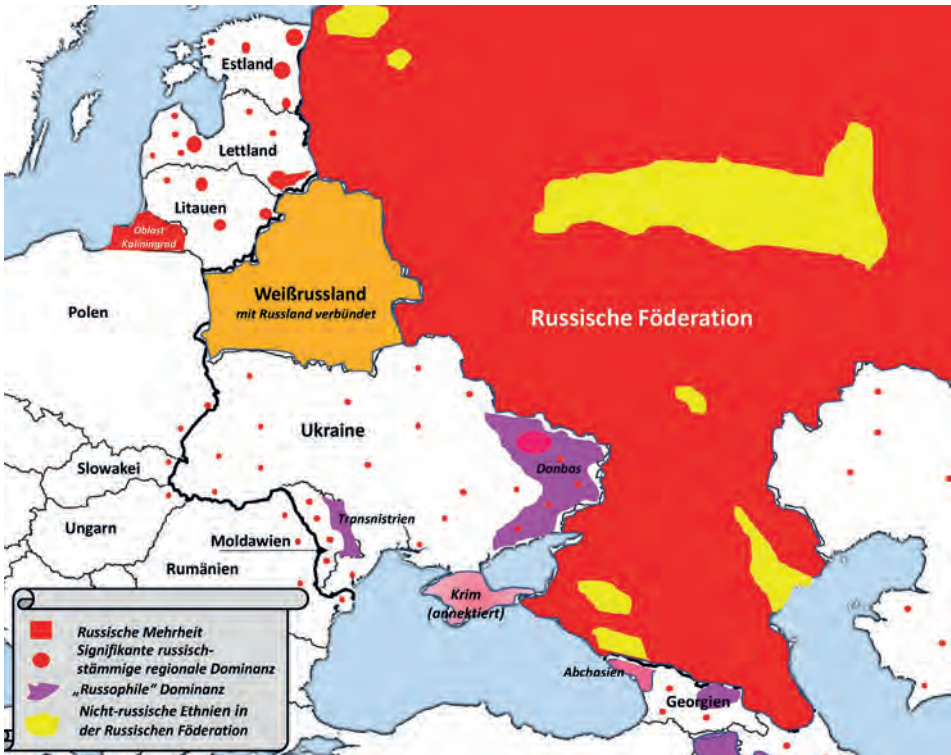 Estland
Lettland
Litauen
Oblast
Kaliningrad
Weißrussland
mit Russland verbündet
Polen
Russische Föderation
Ukraine
Slowakei
Donbas
Ungarn
Transnistrien
Moldawien
Rumänien
Krim
(annektiert)
Abchasien
Georgien
Russische Mehrheit
Signifikante russisch-
stämmige regionale Dominanz
„Russophile" Dominanz
Nicht-russische Ethnien in
der Russischen Föderation